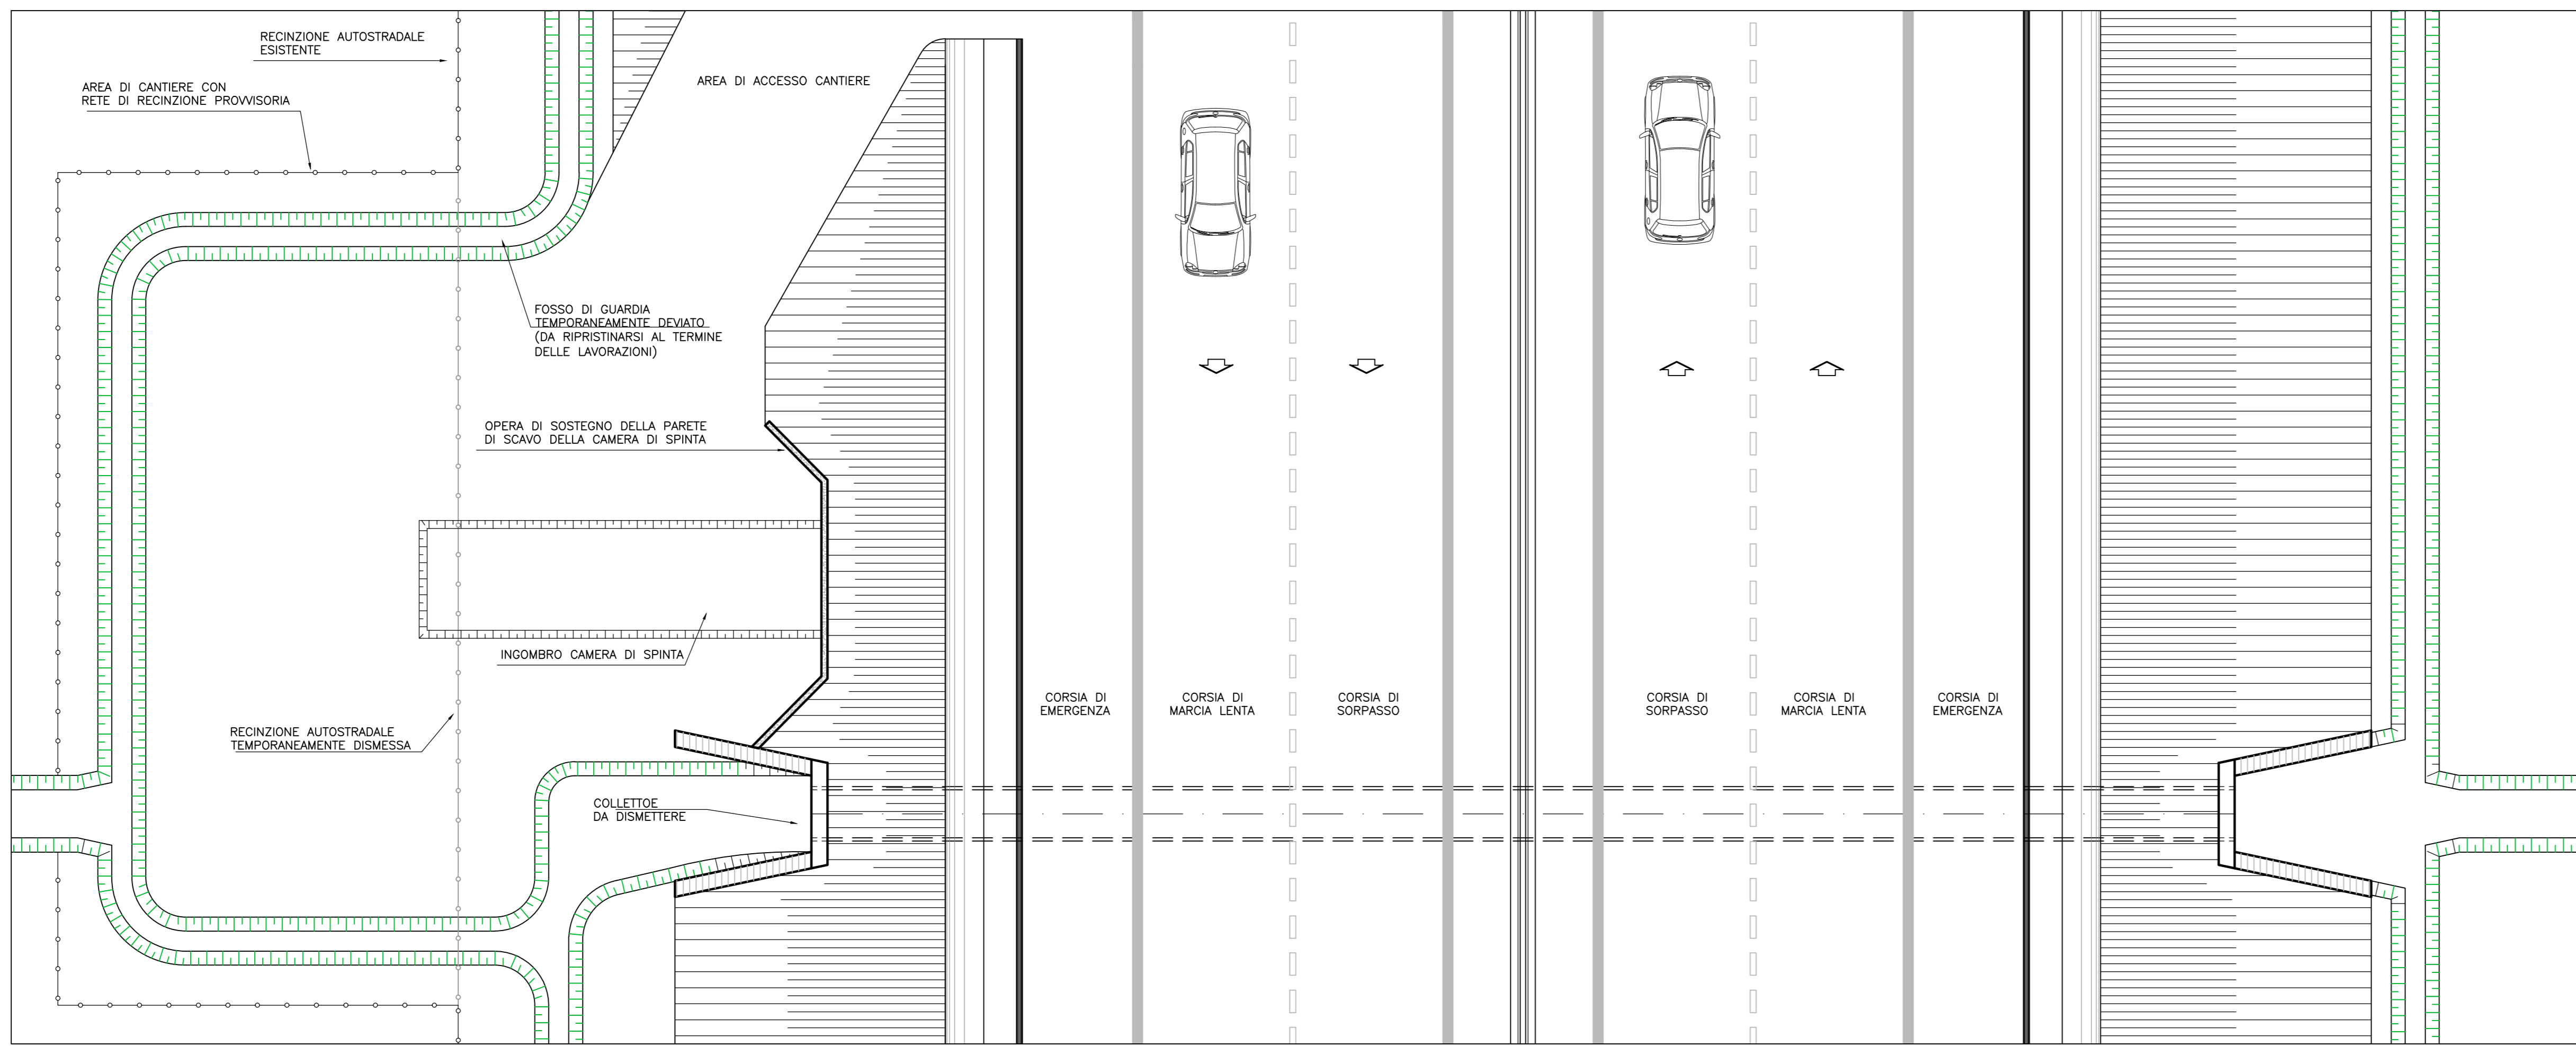 RECINZIONE AUTOSTRADALE
ESISTENTE
AREA DI CANTIERE CON
RETE DI RECINZIONE PROVVISORIA
AREA DI ACCESSO CANTIERE
FOSSO DI GUARDIA
TEMPORANEAMENTE DEVIATO
(DA RIPRISTINARSI AL TERMINE
DELLE LAVORAZIONI)
OPERA DI SOSTEGNO DELLA PARETE
DI SCAVO DELLA CAMERA DI SPINTA
INGOMBRO CAMERA DI SPINTA
RECINZIONE AUTOSTRADALE
TEMPORANEAMENTE DISMESSA
COLLETTOE
DA DISMETTERE
CORSIA DI
EMERGENZA
CORSIA DI
MARCIA LENTA
CORSIA DI
SORPASSO
CORSIA DI
SORPASSO
CORSIA DI
MARCIA LENTA
CORSIA DI
EMERGENZA